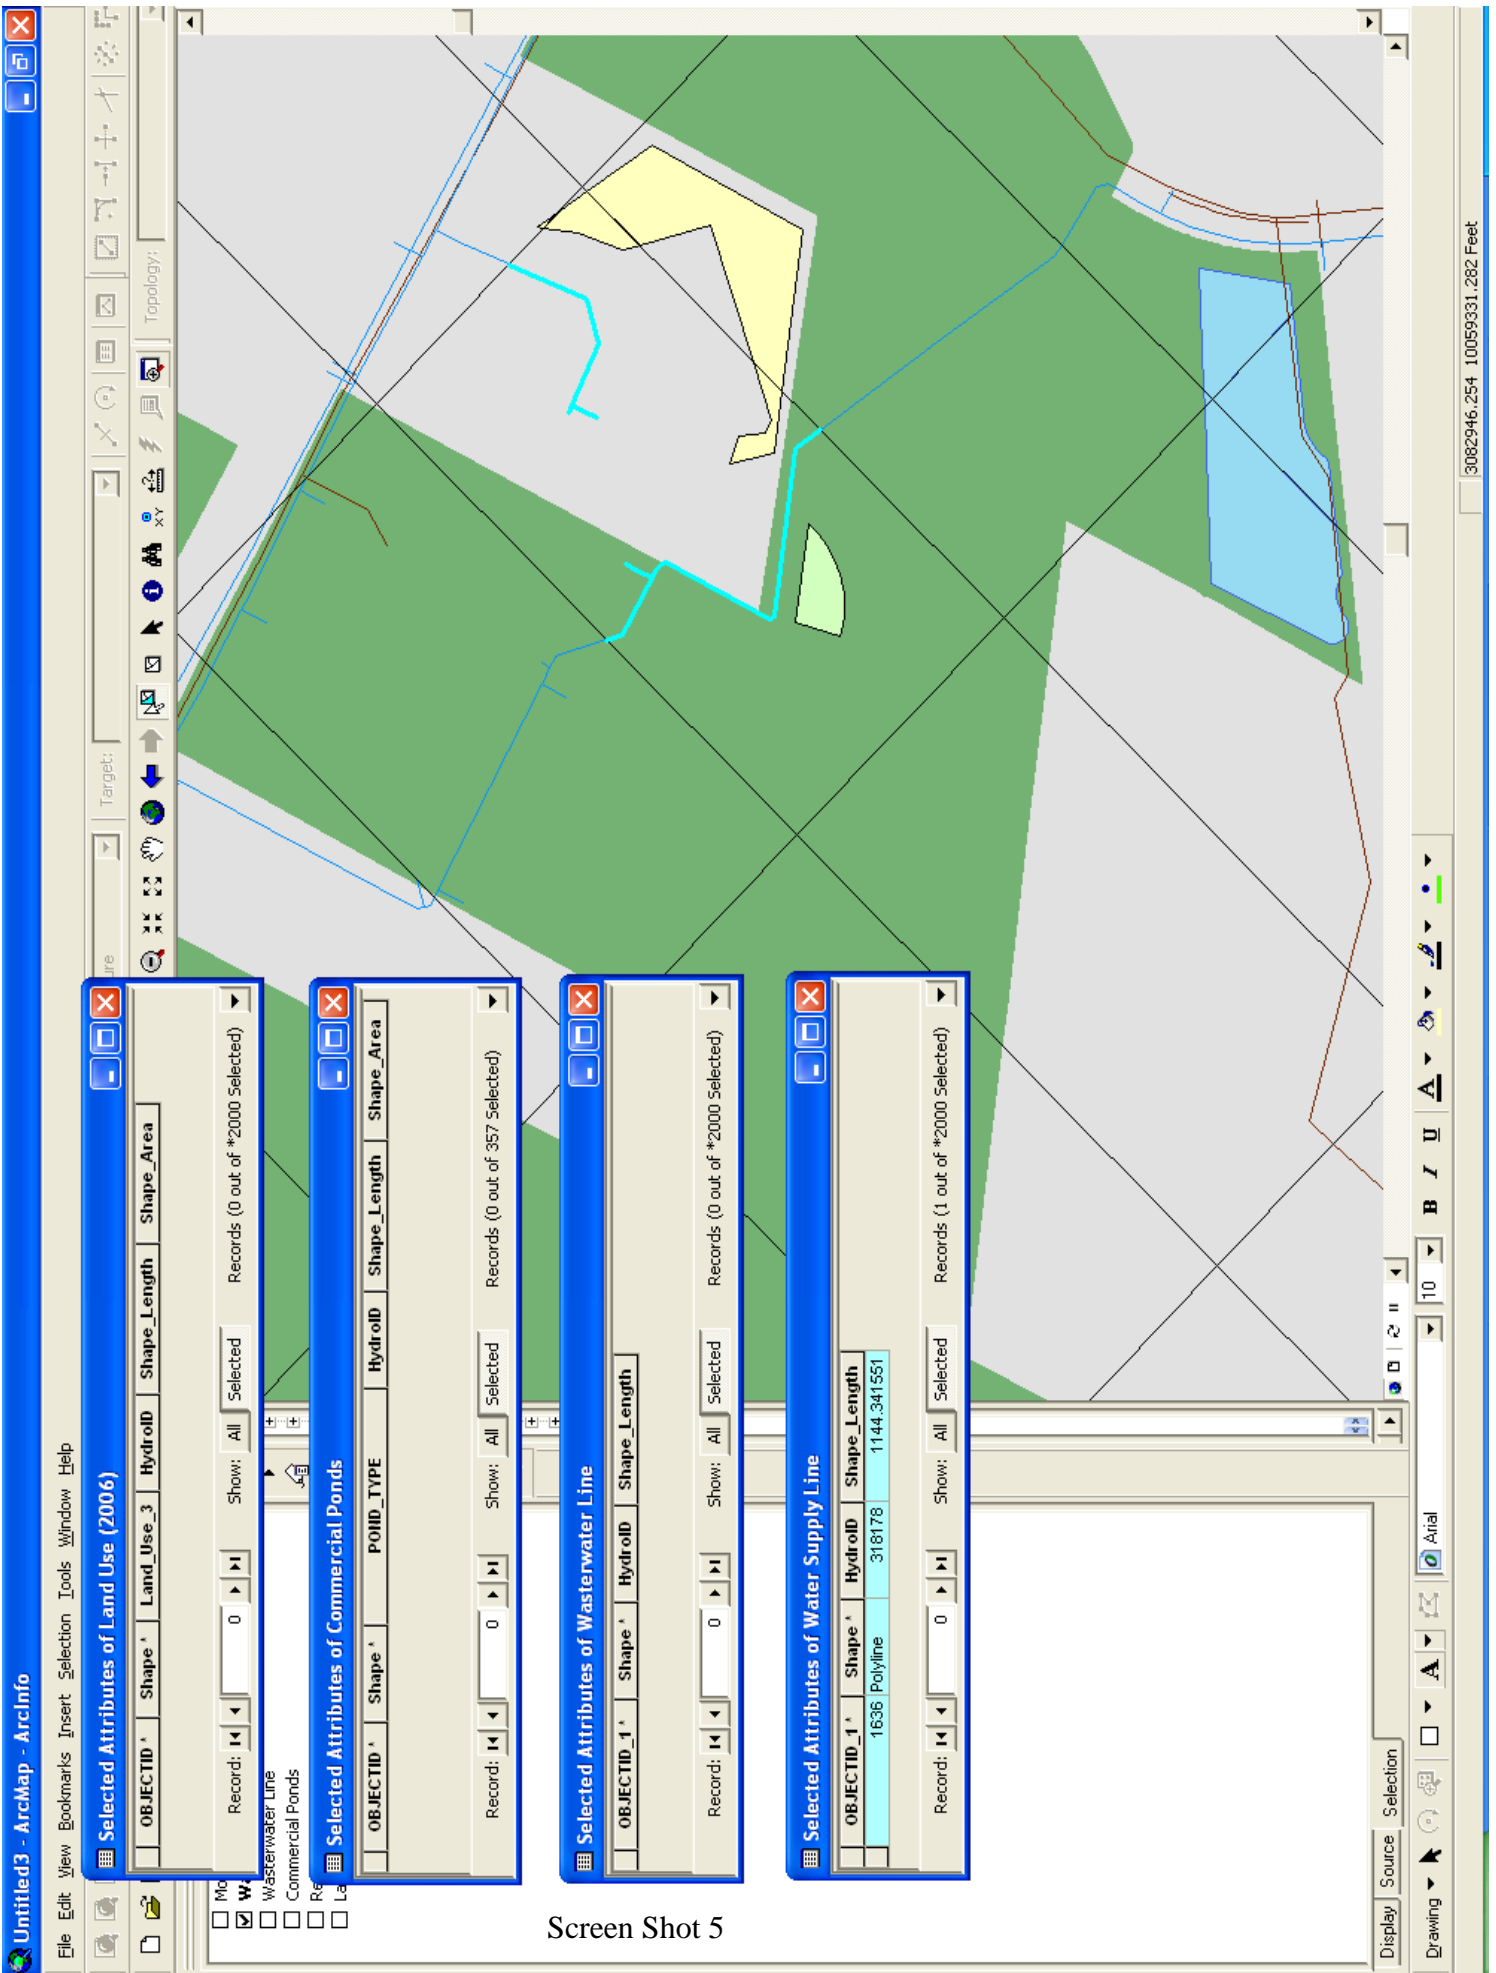 Untitled3 - ArcMap - ArcInfo
File Edit View Bookmarks Insert Selection Tools Window Help
Target:
Topology:
Selected Attributes of Land Use (2006)
OBJECTID * Shape * Land_Use_3 HydroID Shape_Length Shape_Area
Record: 0 Show: All Selected Records (0 out of *2000 Selected)
Wasterwater Line
Commercial Ponds
Selected Attributes of Commercial Ponds
OBJECTID * Shape * POND_TYPE HydroID Shape_Length Shape_Area
Record: 0 Show: All Selected Records (0 out of 357 Selected)
Selected Attributes of Wasterwater Line
OBJECTID_1 * Shape * HydroID Shape_Length
Record: 0 Show: All Selected Records (0 out of *2000 Selected)
Selected Attributes of Water Supply Line
OBJECTID_1 * Shape * HydroID Shape_Length
1636 Polyline 318178 1144.341551
Record: 0 Show: All Selected Records (1 out of *2000 Selected)
Display Source Selection
Drawing A Arial 10 B I U A
3082946.254 10059331.282 Feet
Screen Shot 5